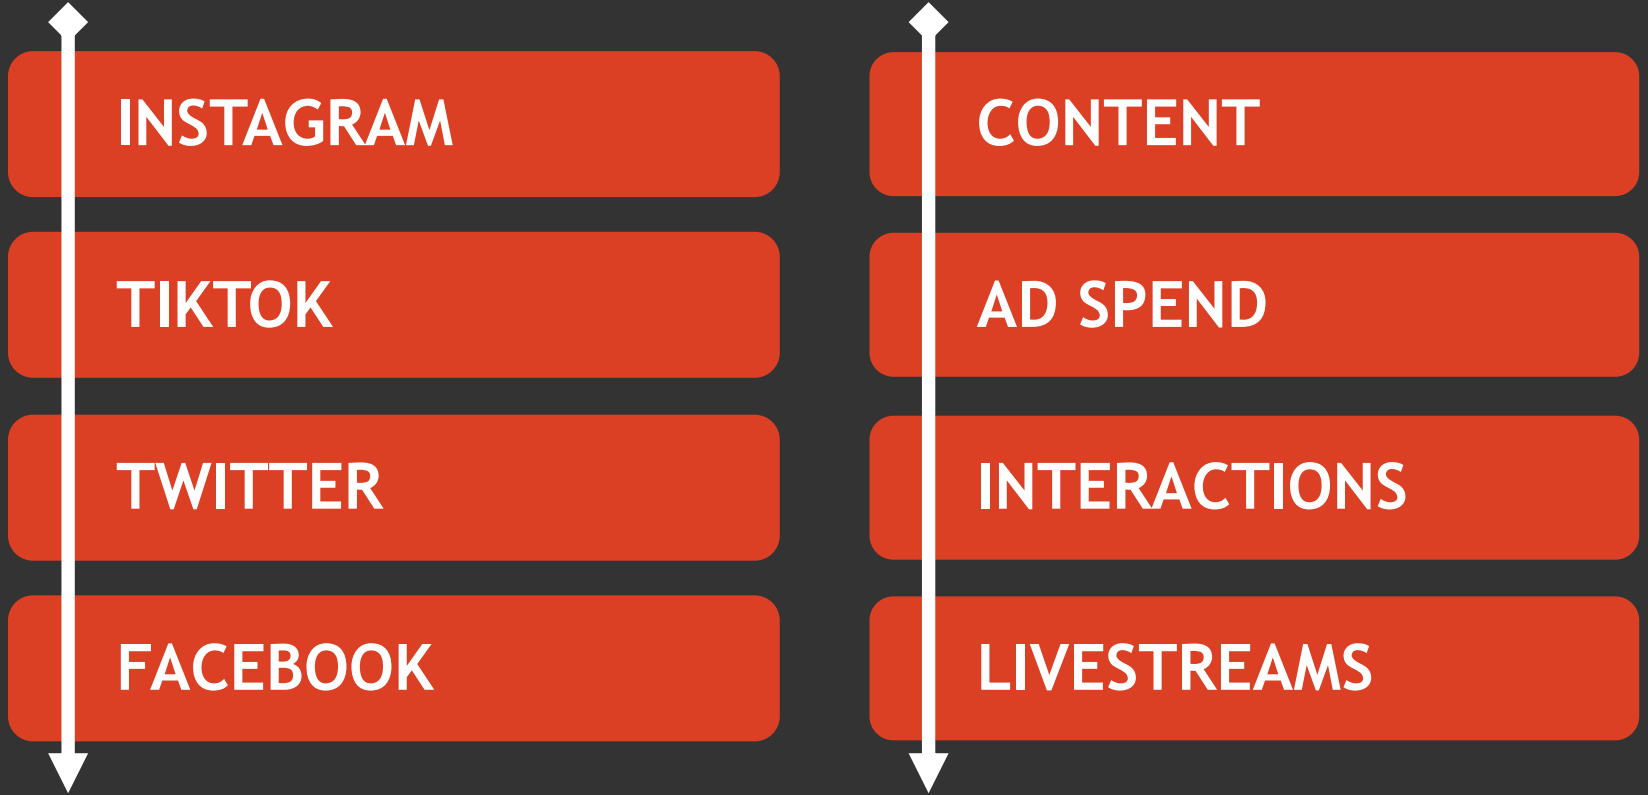 INSTAGRAM
TIKTOK
TWITTER
FACEBOOK
CONTENT
AD SPEND
INTERACTIONS
LIVESTREAMS